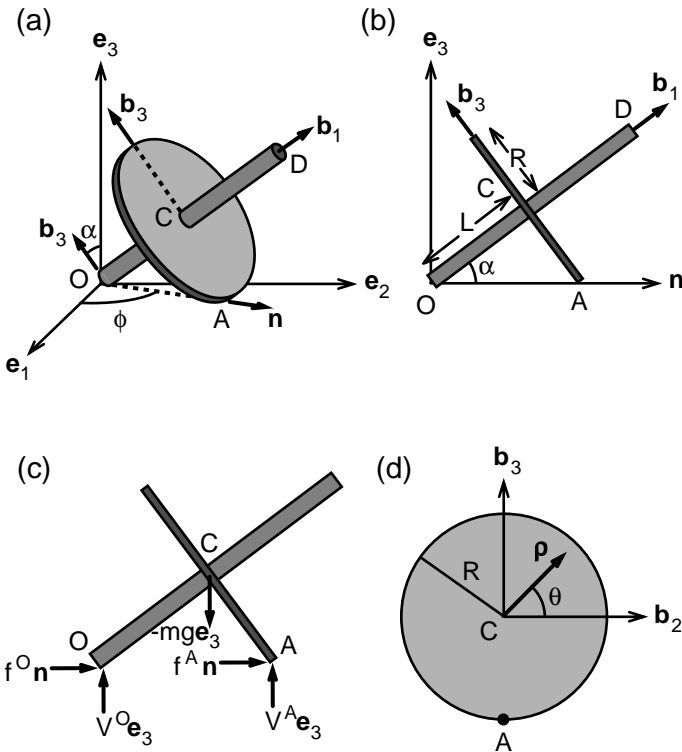 (a)
e₃
b₃
b₁
D
C
b₃
α
O
e₂
A
n
ϕ
e₁
(b)
e₃
b₃
D
b₁
R
C
L
α
n
O
A
(c)
C
O
-mge₃
A
fᴼn
fᴬn
Vᴼe₃
Vᴬe₃
(d)
b₃
ρ
R
θ
C
b₂
A